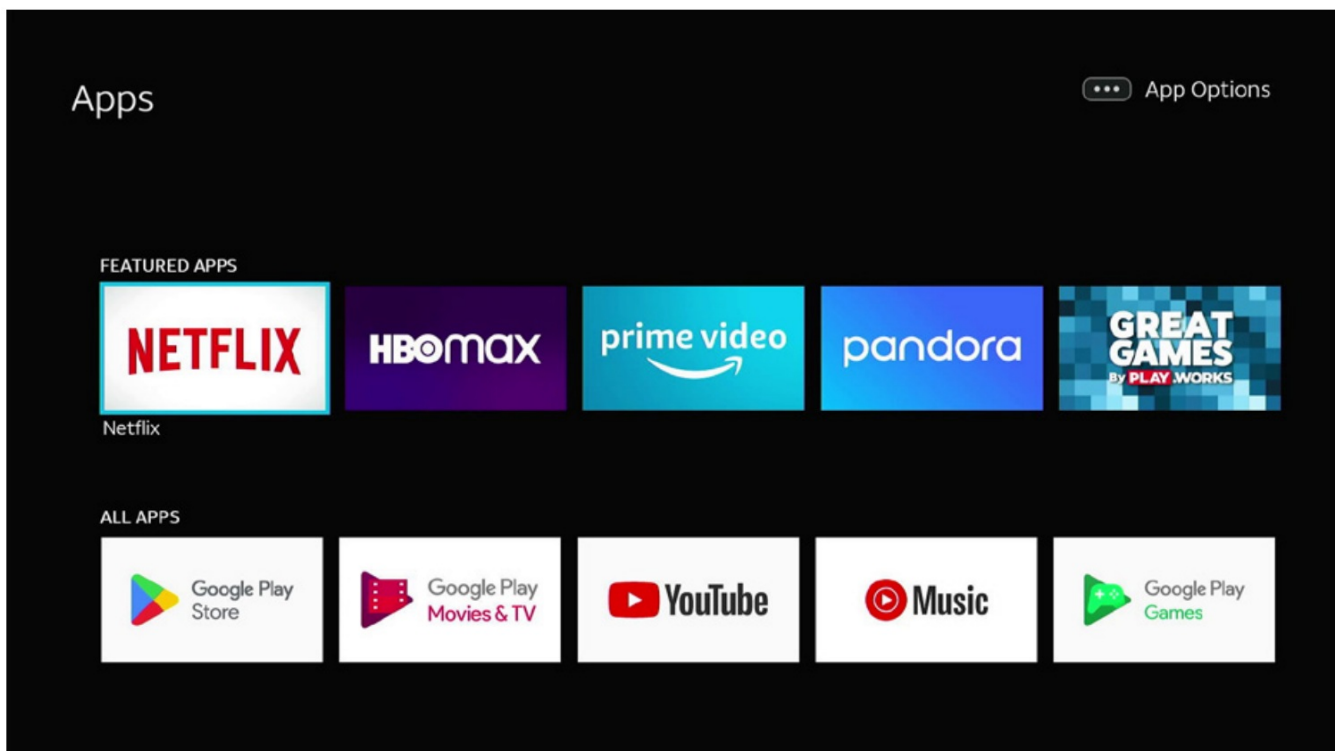 Apps
App Options
FEATURED APPS
NETFLIX
HBOmax
prime video
pandora
GREAT
GAMES
By PLAY.WORKS
Netflix
ALL APPS
Google Play
Store
Google Play
Movies & TV
YouTube
Music
Google Play
Games